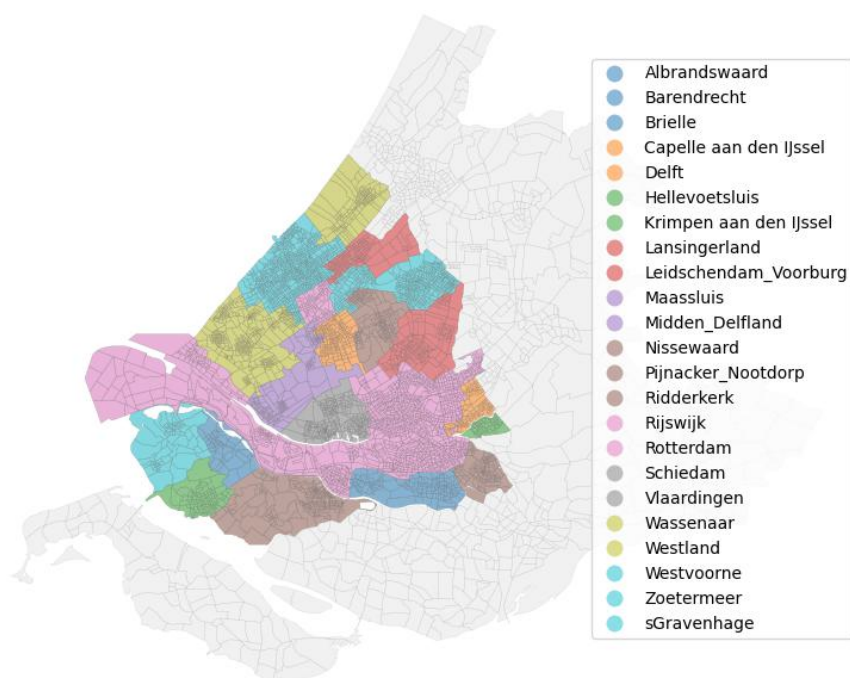 Albrandswaard
Barendrecht
Brielle
Capelle aan den IJssel
Delft
Hellevoetsluis
Krimpen aan den IJssel
Lansingerland
Leidschendam_Voorburg
Maassluis
Midden_Delfland
Nissewaard
Pijnacker_Nootdorp
Ridderkerk
Rijswijk
Rotterdam
Schiedam
Vlaardingen
Wassenaar
Westland
Westvoorne
Zoetermeer
sGravenhage